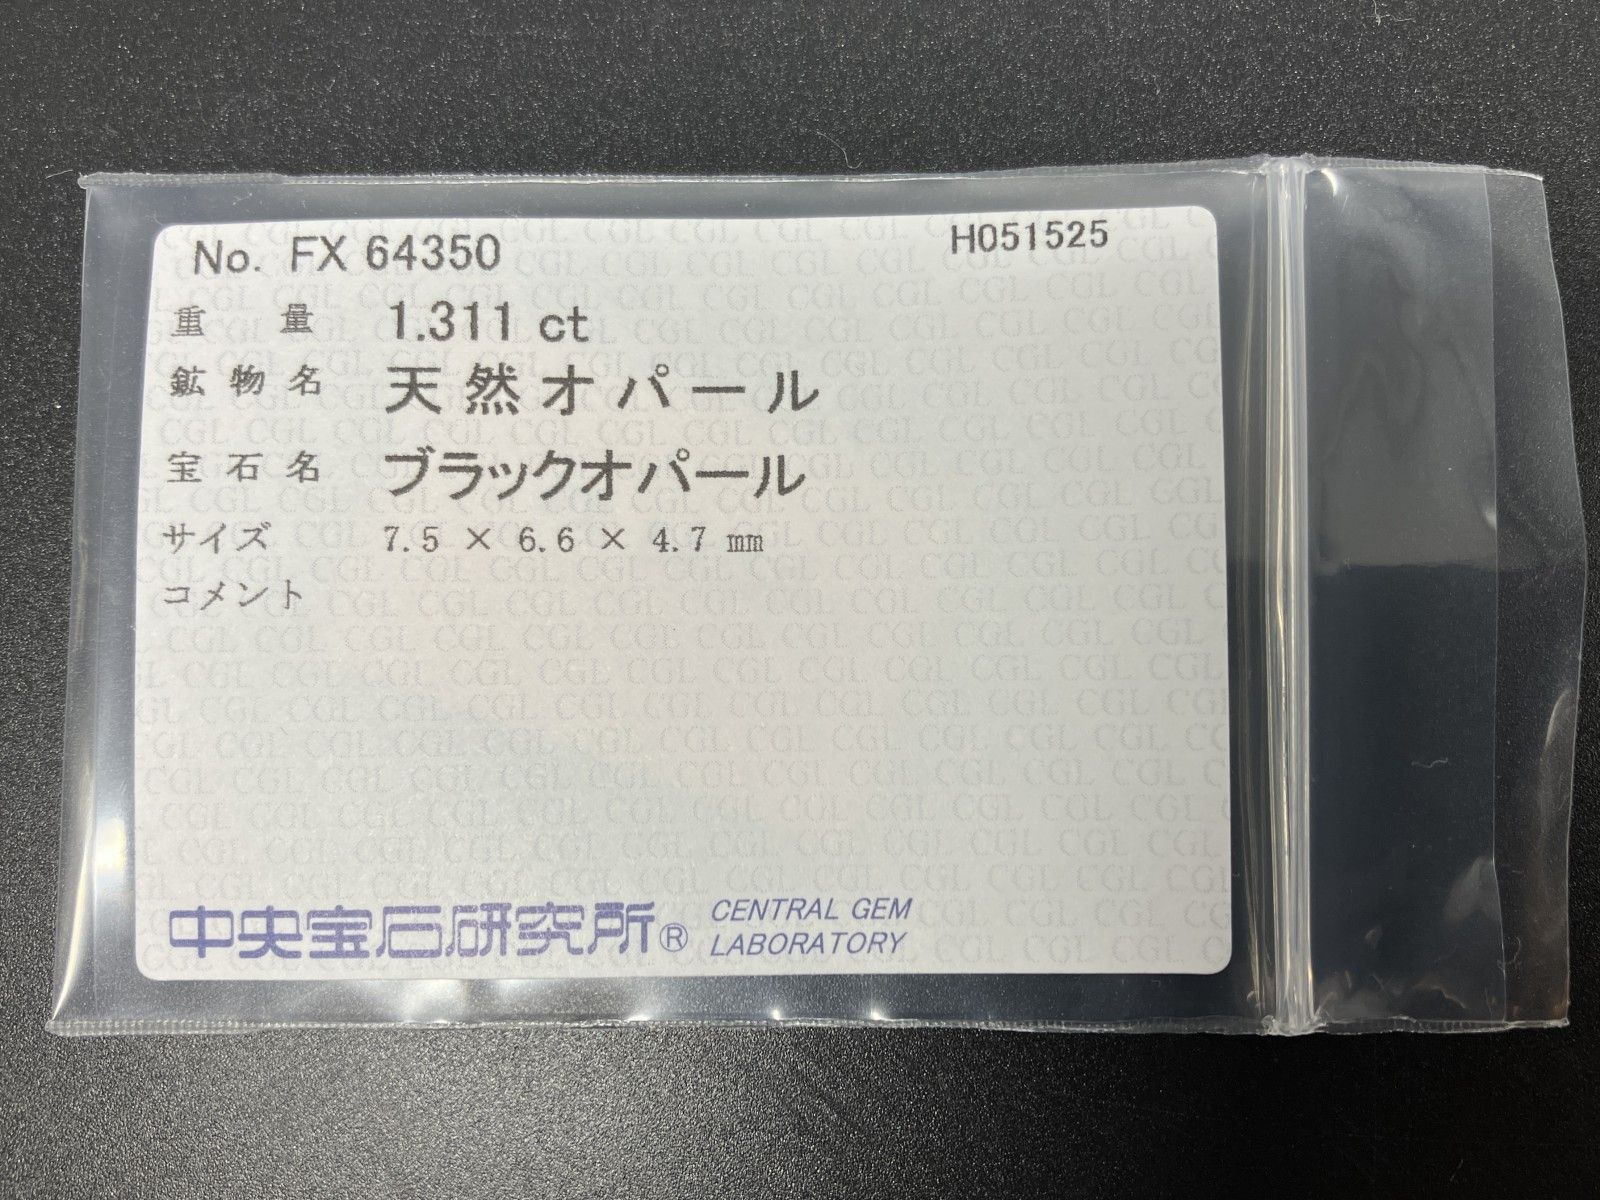 No. FX 64350 H051525
重量 1.311 ct
鉱物名 天然オパール
宝石名 ブラックオパール
サイズ 7.5 × 6.6 × 4.7 ㎜
コメント
中央宝石研究所® CENTRAL GEM
LABORATORY